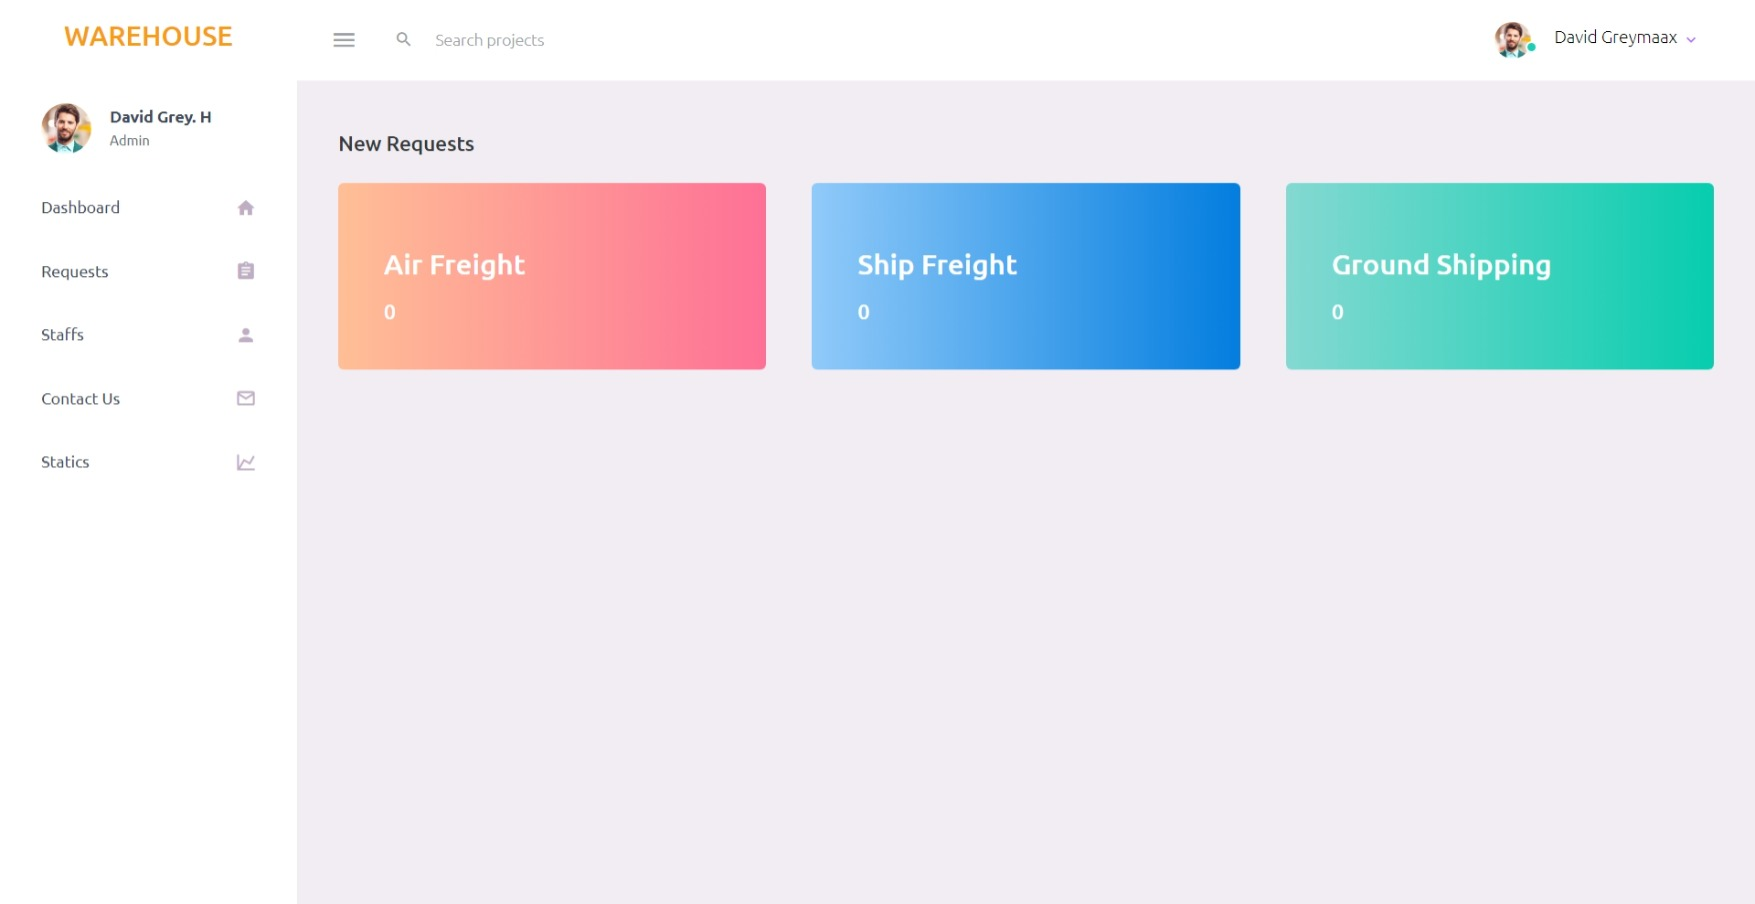 WAREHOUSE
Search projects
David Greymaax
David Grey. H
Admin
Dashboard
Requests
Staffs
Contact Us
Statics
New Requests
Air Freight
0
Ship Freight
0
Ground Shipping
0